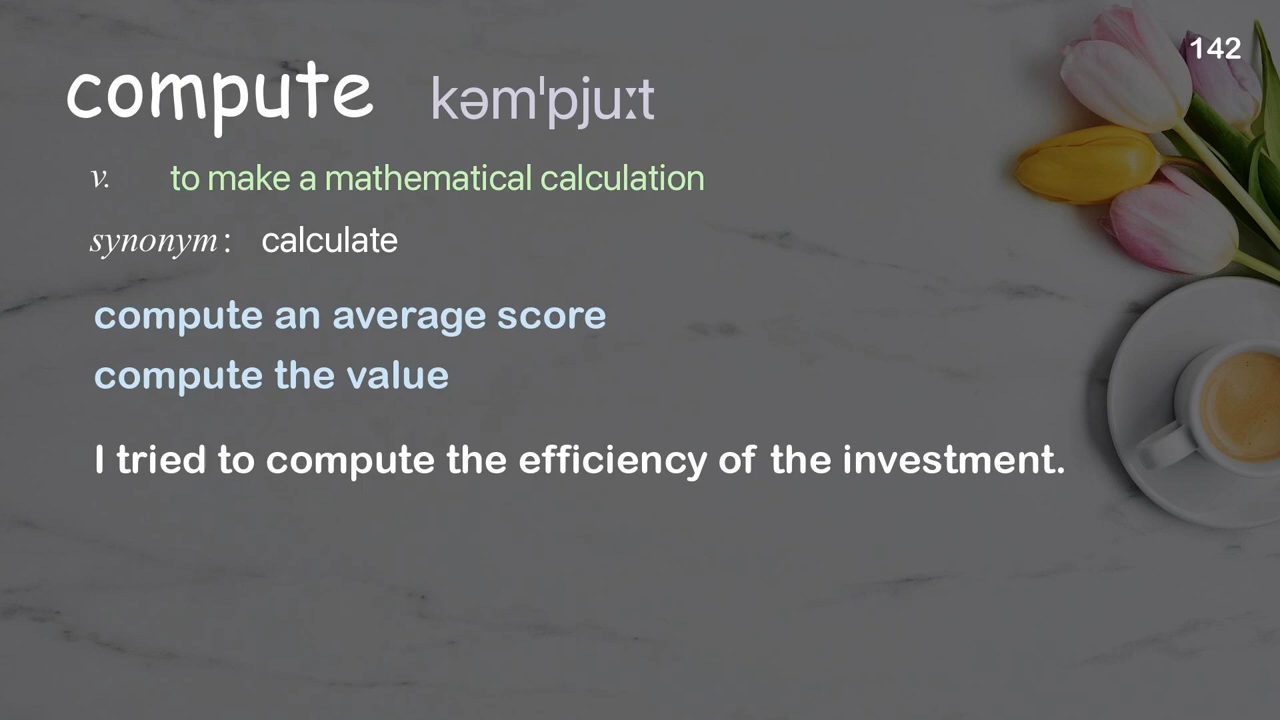 142
compute kəmˈpjuːt
v. to make a mathematical calculation
synonym: calculate
compute an average score
compute the value
I tried to compute the efficiency of the investment.